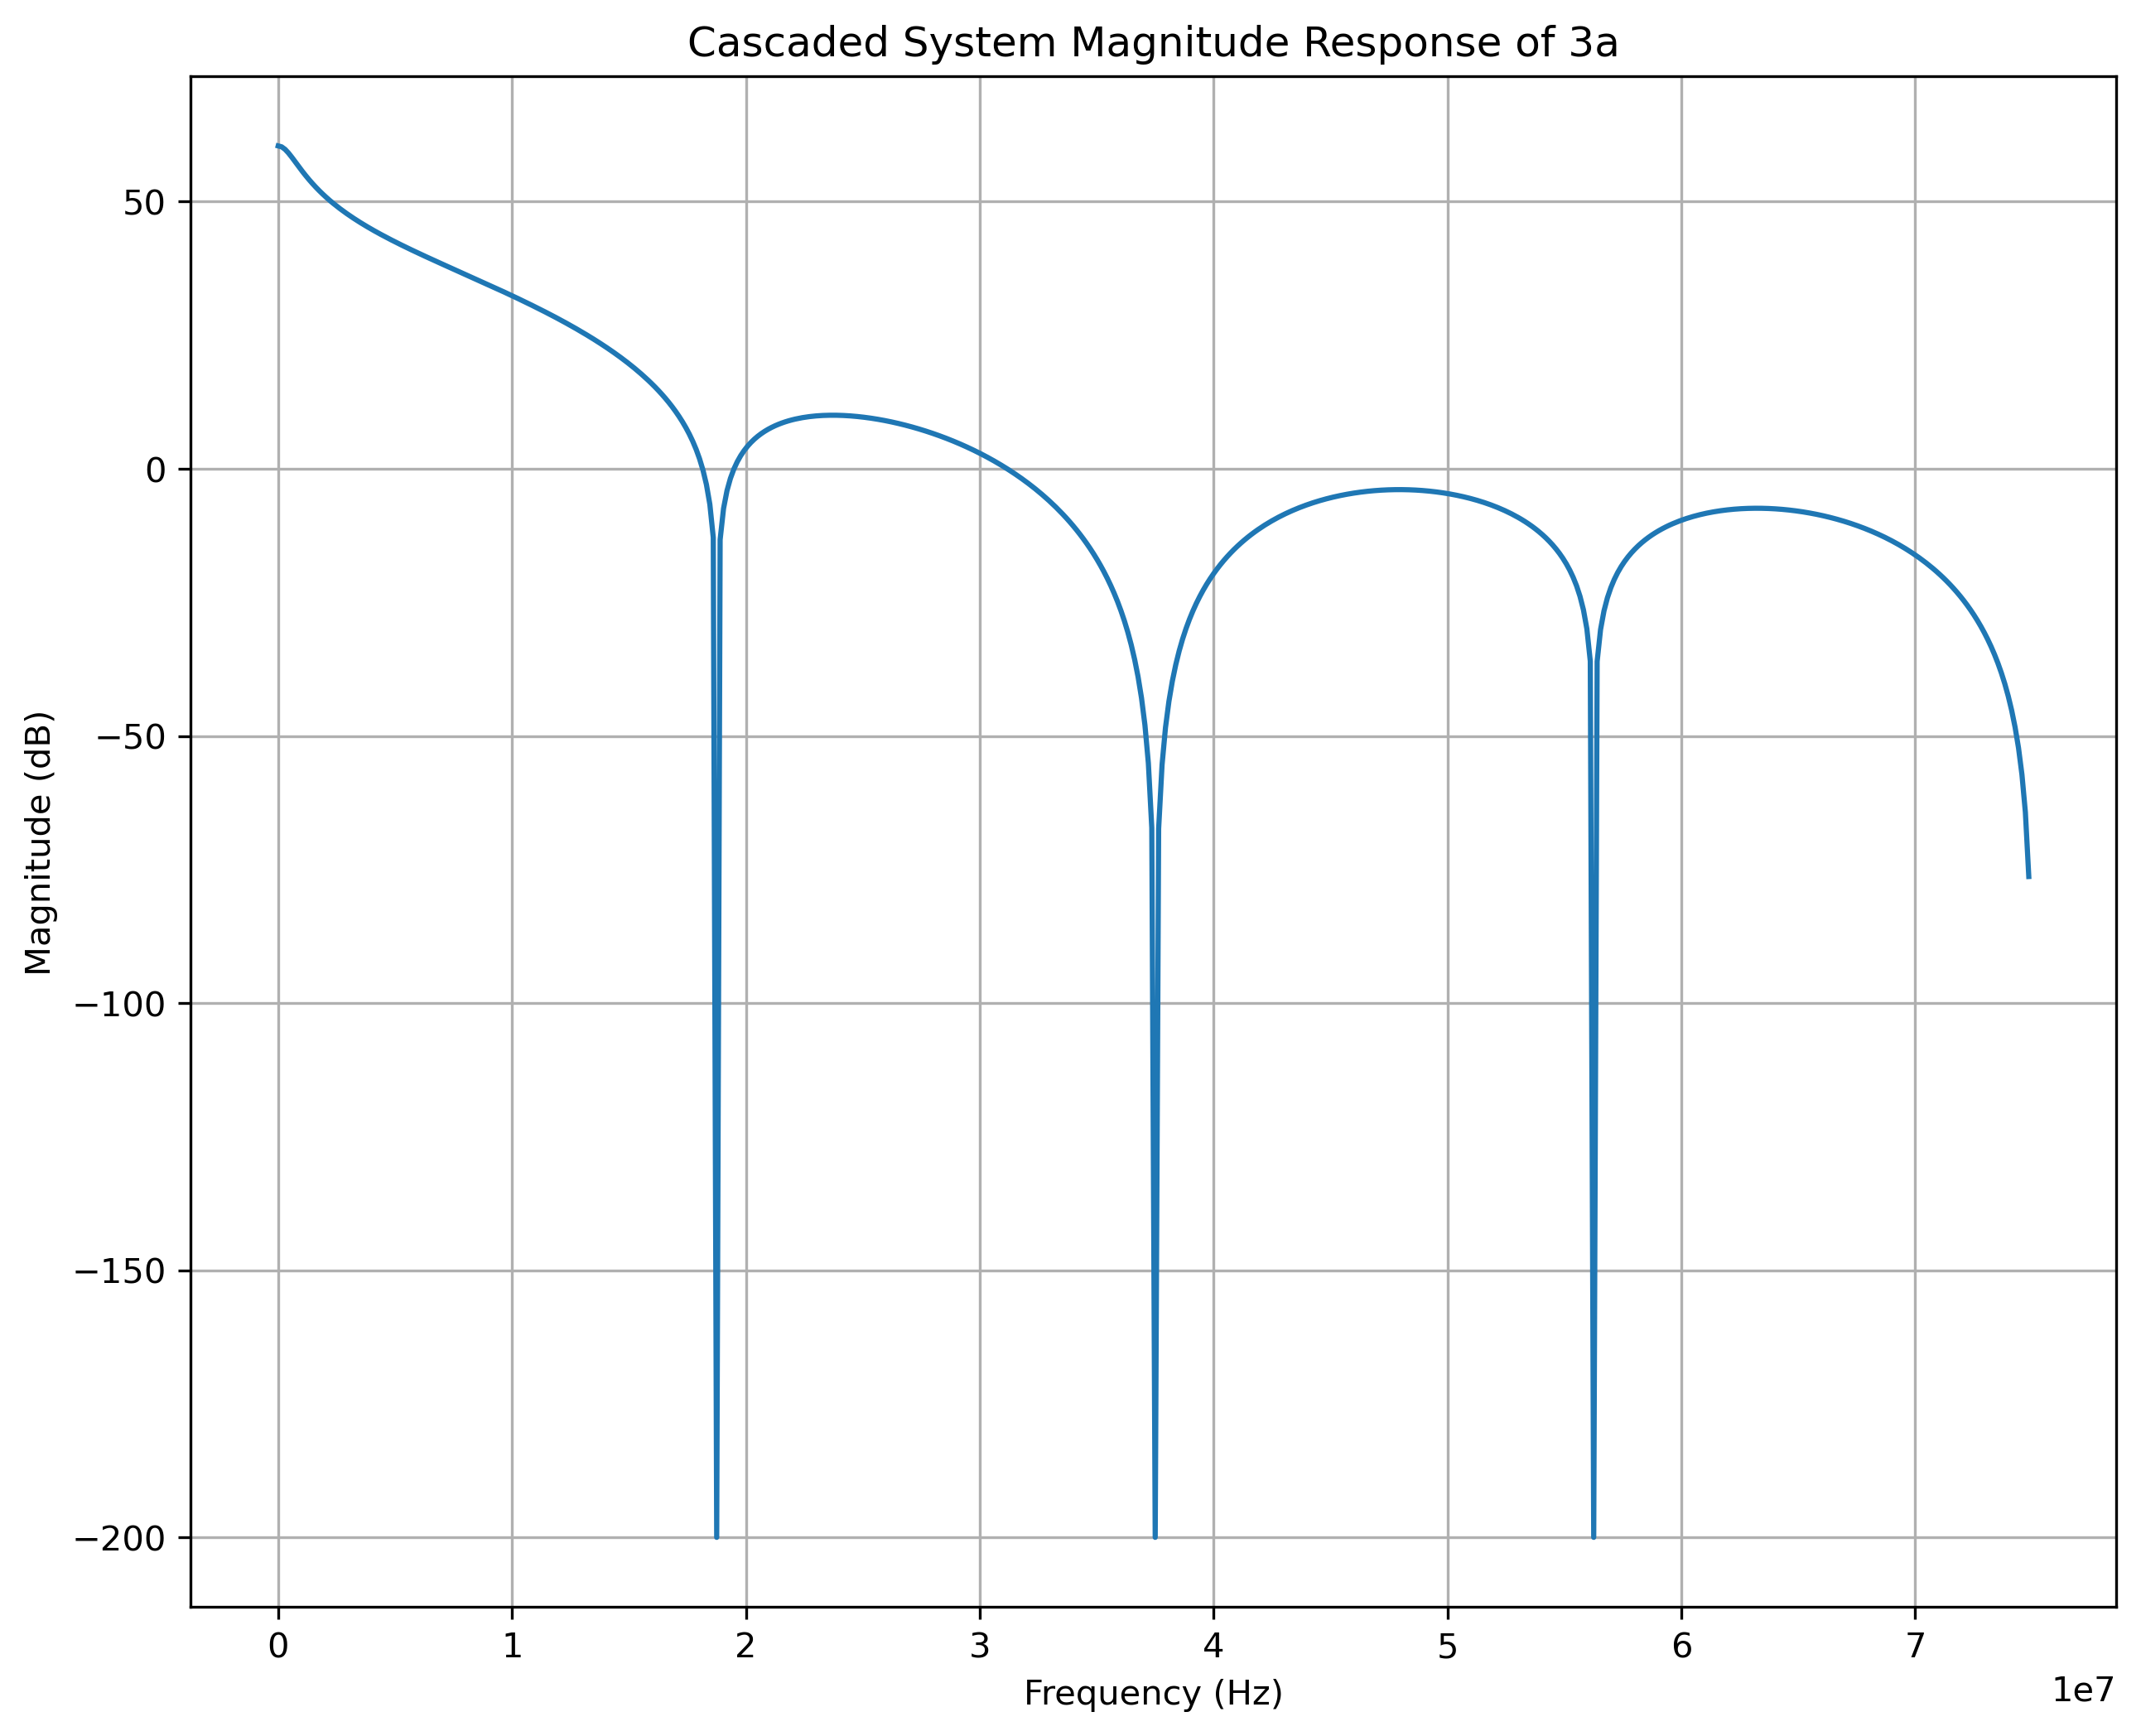 Cascaded System Magnitude Response of 3a
50
0
−50
−100
−150
−200
Magnitude (dB)
0 1 2 3 4 5 6 7
1e7
Frequency (Hz)